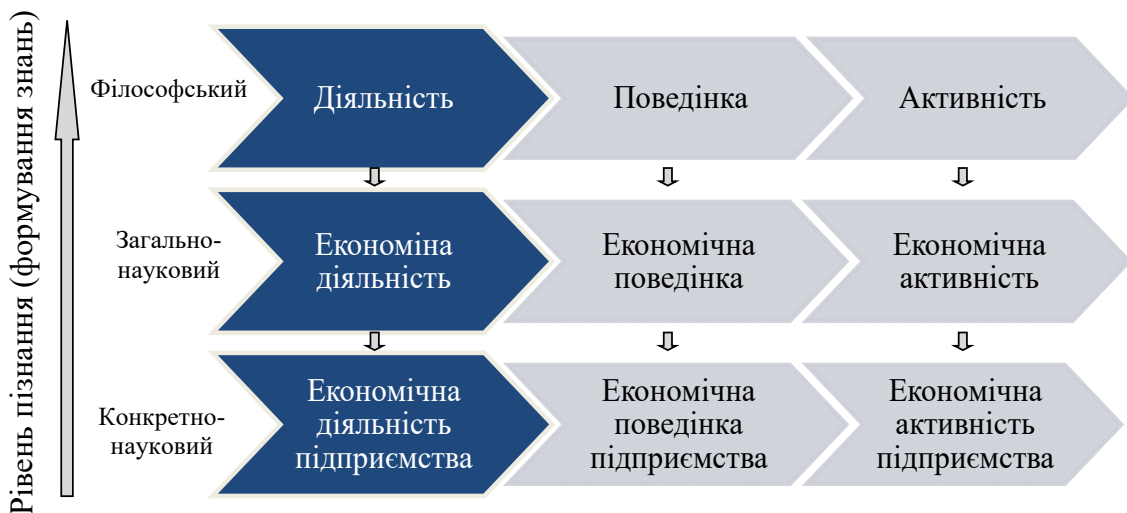 Рівень пізнання (формування знань)
Філософський
Діяльність
Поведінка
Активність
Загально-
науковий
Економіна
діяльність
Економічна
поведінка
Економічна
активність
Конкретно-
науковий
Економічна
діяльність
підприємства
Економічна
поведінка
підприємства
Економічна
активність
підприємства